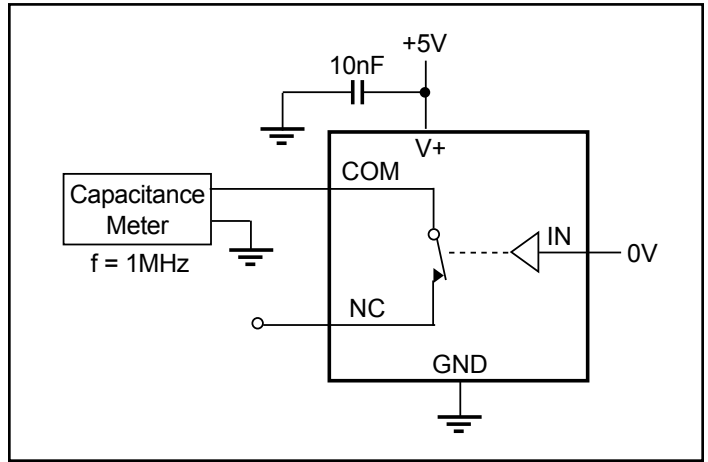 +5V
10nF
V+
COM
Capacitance
Meter
f = 1MHz
IN
0V
NC
GND